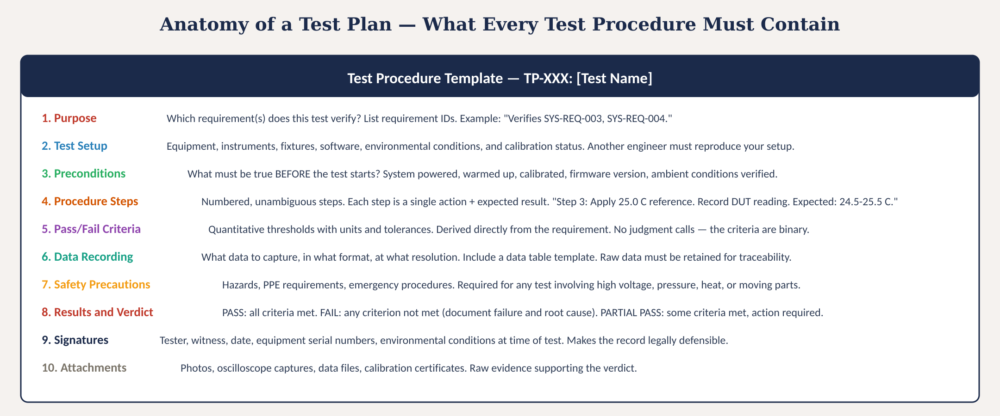 Anatomy of a Test Plan — What Every Test Procedure Must Contain
Test Procedure Template — TP-XXX: [Test Name]
1. Purpose Which requirement(s) does this test verify? List requirement IDs. Example: "Verifies SYS-REQ-003, SYS-REQ-004."
2. Test Setup Equipment, instruments, fixtures, software, environmental conditions, and calibration status. Another engineer must reproduce your setup.
3. Preconditions What must be true BEFORE the test starts? System powered, warmed up, calibrated, firmware version, ambient conditions verified.
4. Procedure Steps Numbered, unambiguous steps. Each step is a single action + expected result. "Step 3: Apply 25.0 C reference. Record DUT reading. Expected: 24.5-25.5 C."
5. Pass/Fail Criteria Quantitative thresholds with units and tolerances. Derived directly from the requirement. No judgment calls — the criteria are binary.
6. Data Recording What data to capture, in what format, at what resolution. Include a data table template. Raw data must be retained for traceability.
7. Safety Precautions Hazards, PPE requirements, emergency procedures. Required for any test involving high voltage, pressure, heat, or moving parts.
8. Results and Verdict PASS: all criteria met. FAIL: any criterion not met (document failure and root cause). PARTIAL PASS: some criteria met, action required.
9. Signatures Tester, witness, date, equipment serial numbers, environmental conditions at time of test. Makes the record legally defensible.
10. Attachments Photos, oscilloscope captures, data files, calibration certificates. Raw evidence supporting the verdict.